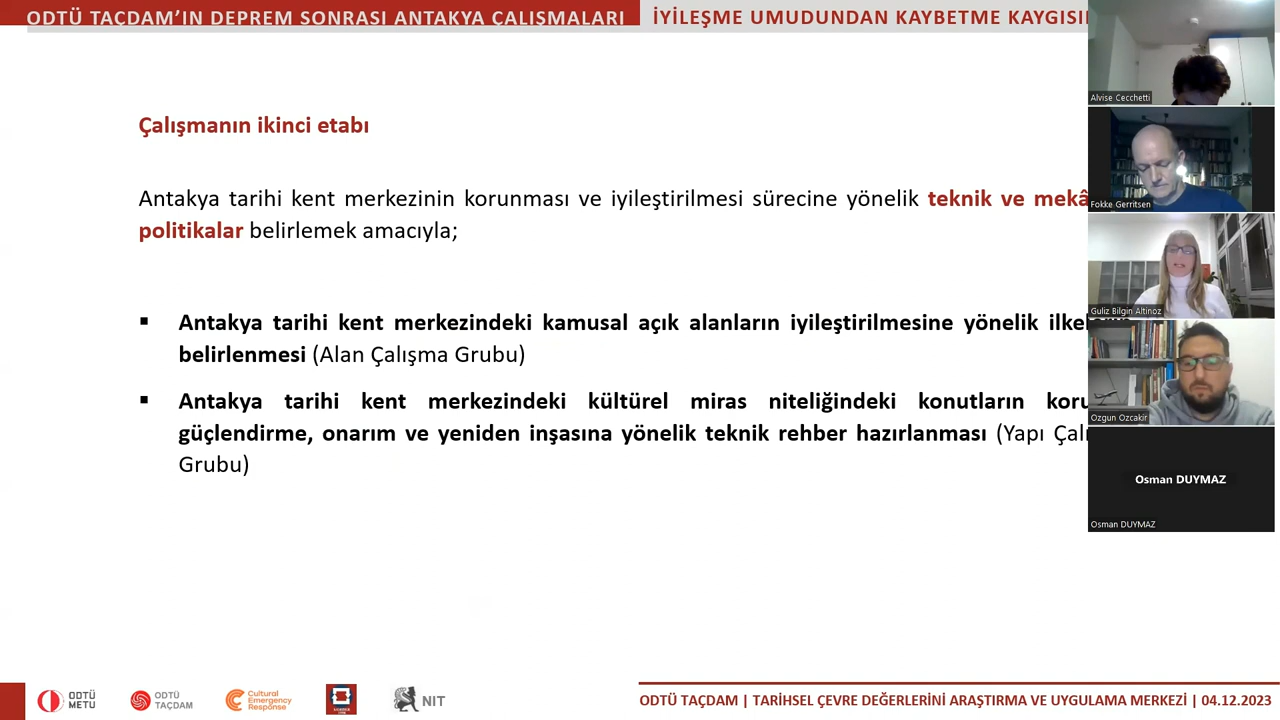 ODTÜ TAÇDAM'IN DEPREM SONRASI ANTAKYA ÇALIŞMALARI
İYİLEŞME UMUDUNDAN KAYBETME
Çalışmanın ikinci etabı
Antakya tarihi kent merkezinin korunması ve iyileştirilmesi sürecine yönelik teknik ve
politikalar belirlemek amacıyla;
▪ Antakya tarihi kent merkezindeki kamusal açık alanların iyileştirilmesine yönelik
belirlenmesi (Alan Çalışma Grubu)
▪ Antakya tarihi kent merkezindeki kültürel miras niteliğindeki konutların
güçlendirme, onarım ve yeniden inşasına yönelik teknik rehber hazırlanması (Yapı
Grubu)
Alvise Cecchetti
Fokke Gerritsen
Guliz Bilgin Altinoz
Ozgun Ozcakir
Osman DUYMAZ
Osman DUYMAZ
ODTÜ
METU
ODTÜ
TAÇDAM
Cultural
Emergency
Response
NIT
ODTÜ TAÇDAM | TARİHSEL ÇEVRE DEĞERLERİNİ ARAŞTIRMA VE UYGULAMA MERKEZİ | 04.12.2023